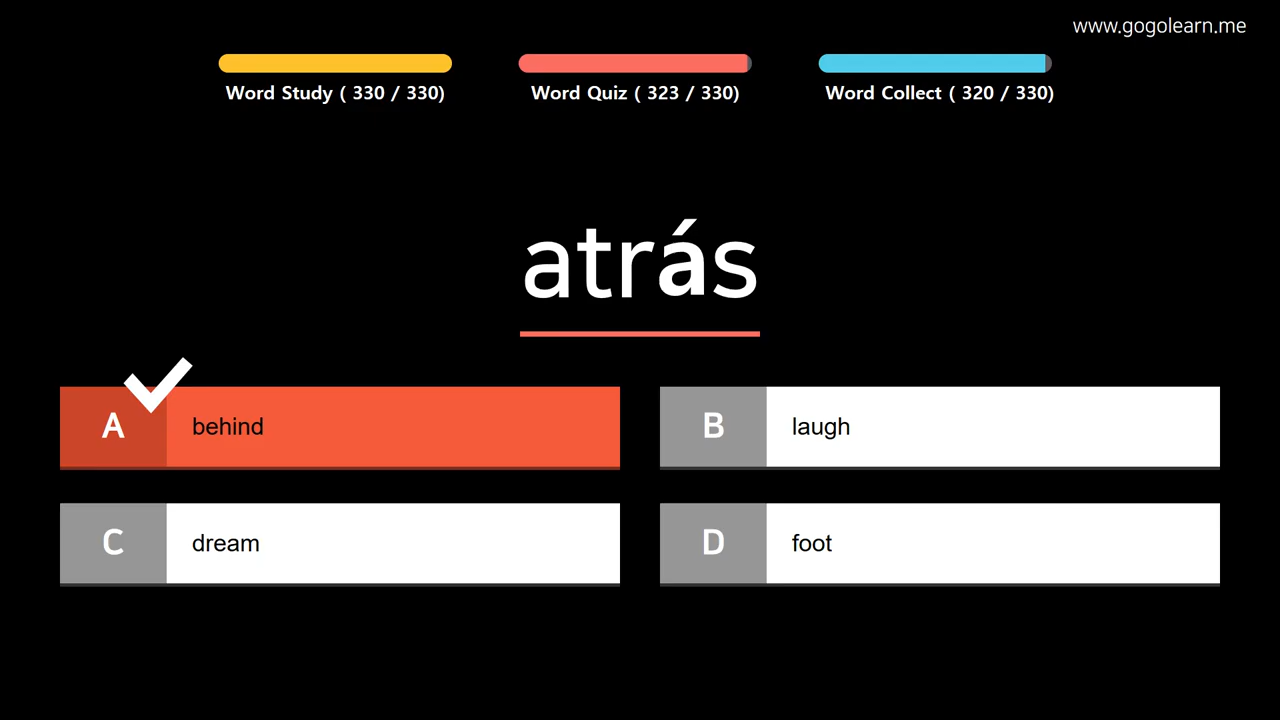 www.gogolearn.me
Word Study ( 330 / 330)
Word Quiz ( 323 / 330)
Word Collect ( 320 / 330)
atrás
A behind
B laugh
C dream
D foot